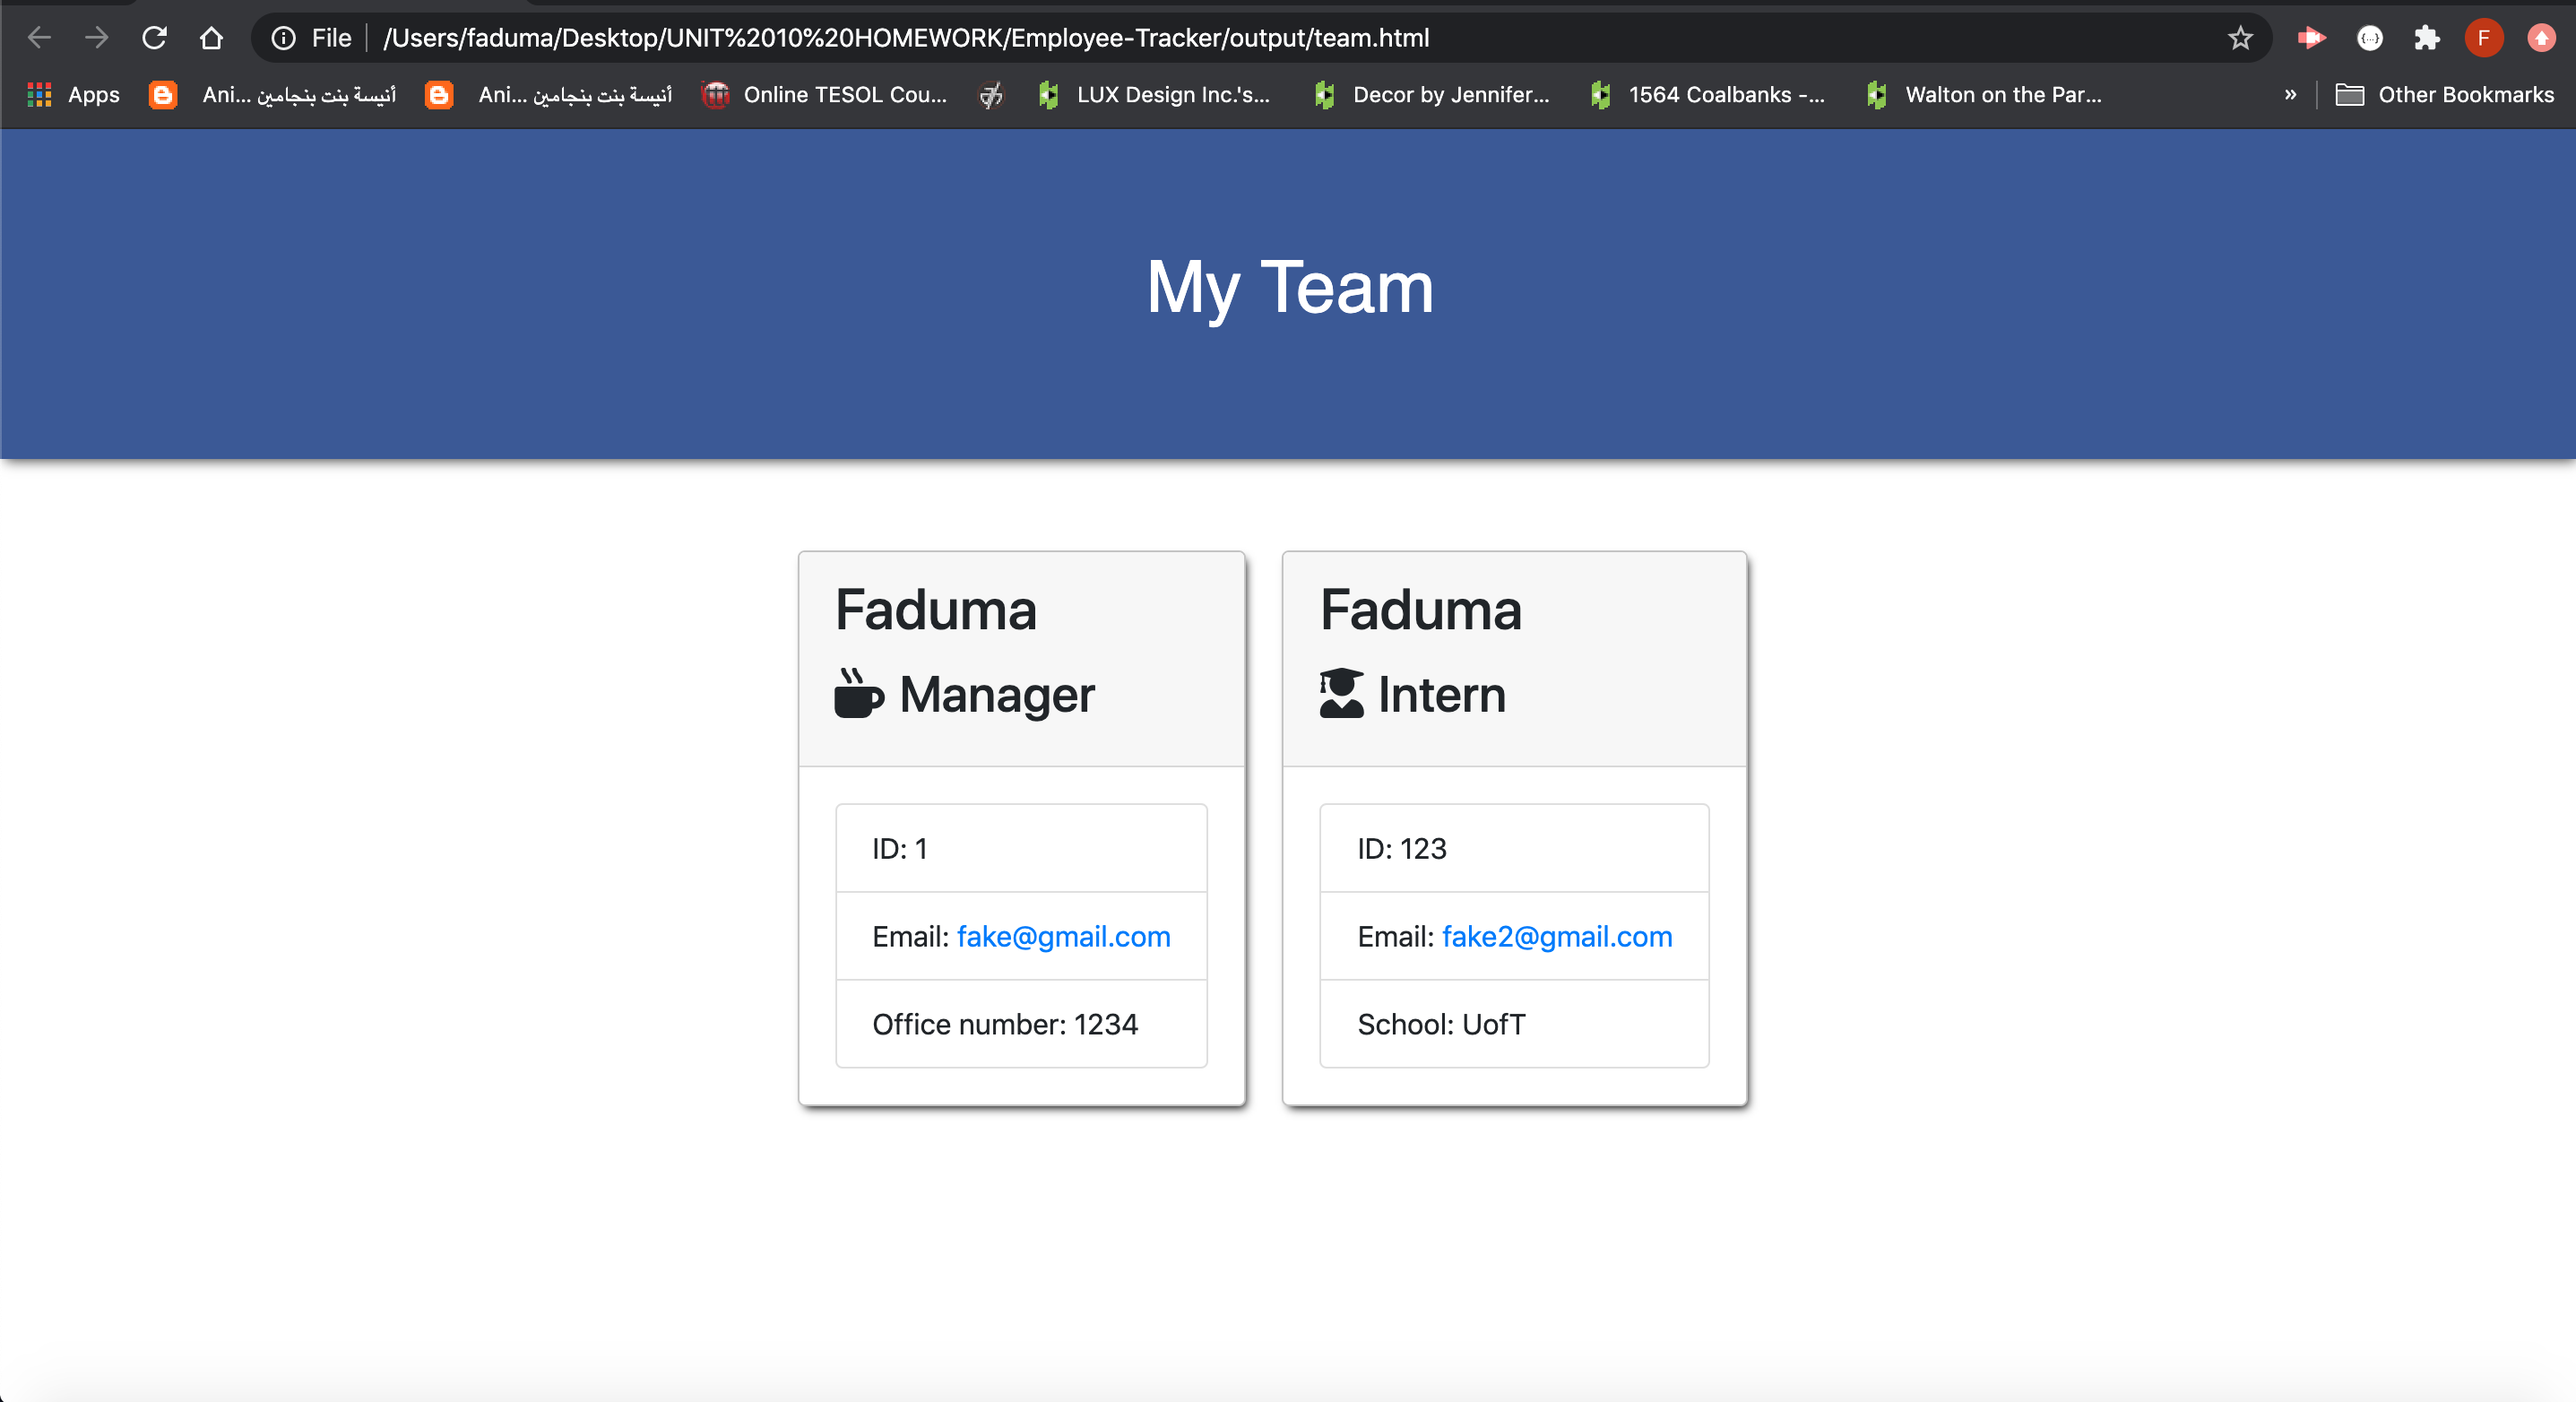 File /Users/faduma/Desktop/UNIT%2010%20HOMEWORK/Employee-Tracker/output/team.html F
Apps Ani... أنيسة بنت بنجامين Ani... أنيسة بنت بنجامين Online TESOL Cou... LUX Design Inc.'s... Decor by Jennifer... 1564 Coalbanks -... Walton on the Par... » Other Bookmarks
My Team
Faduma
Manager
ID: 1
Email: fake@gmail.com
Office number: 1234
Faduma
Intern
ID: 123
Email: fake2@gmail.com
School: UofT